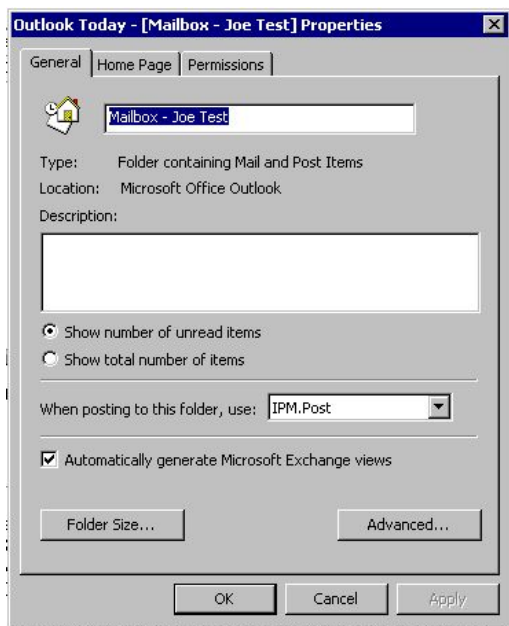 Outlook Today - [Mailbox - Joe Test] Properties
General Home Page Permissions
Mailbox - Joe Test
Type: Folder containing Mail and Post Items
Location: Microsoft Office Outlook
Description:
Show number of unread items
Show total number of items
When posting to this folder, use: IPM.Post
Automatically generate Microsoft Exchange views
Folder Size... Advanced...
OK Cancel Apply